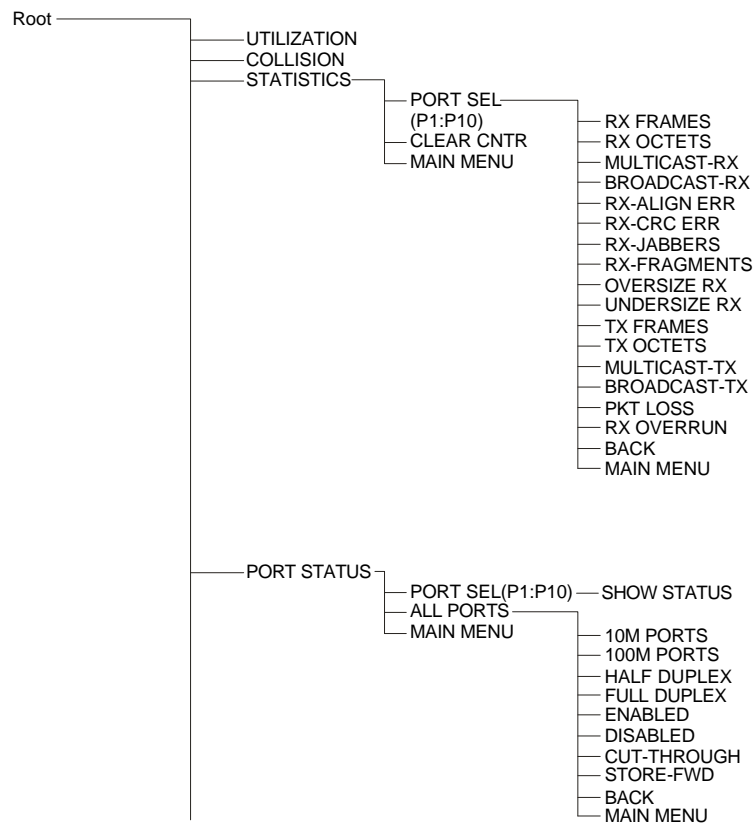 Root
UTILIZATION
COLLISION
STATISTICS
PORT SEL
(P1:P10)
CLEAR CNTR
MAIN MENU
RX FRAMES
RX OCTETS
MULTICAST-RX
BROADCAST-RX
RX-ALIGN ERR
RX-CRC ERR
RX-JABBERS
RX-FRAGMENTS
OVERSIZE RX
UNDERSIZE RX
TX FRAMES
TX OCTETS
MULTICAST-TX
BROADCAST-TX
PKT LOSS
RX OVERRUN
BACK
MAIN MENU
PORT STATUS
PORT SEL(P1:P10)
SHOW STATUS
ALL PORTS
MAIN MENU
10M PORTS
100M PORTS
HALF DUPLEX
FULL DUPLEX
ENABLED
DISABLED
CUT-THROUGH
STORE-FWD
BACK
MAIN MENU